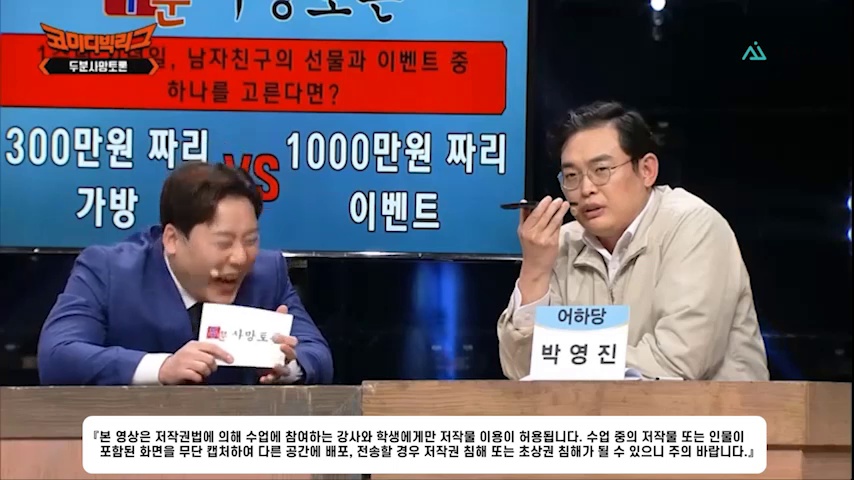 코미디빅리그
두분사망토론
분 사망토론
일, 남자친구의 선물과 이벤트 중
하나를 고른다면?
300만원 짜리
가방
VS
1000만원 짜리
이벤트
분 사망토론
어하당
박영진
『본 영상은 저작권법에 의해 수업에 참여하는 강사와 학생에게만 저작물 이용이 허용됩니다. 수업 중의 저작물 또는 인물이
포함된 화면을 무단 캡처하여 다른 공간에 배포, 전송할 경우 저작권 침해 또는 초상권 침해가 될 수 있으니 주의 바랍니다.』